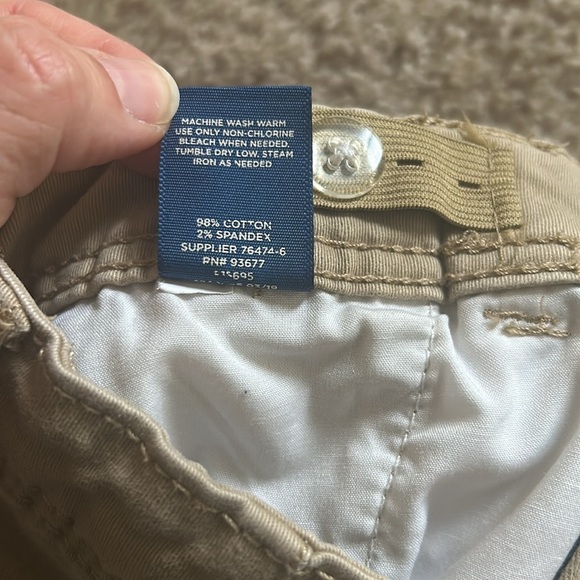 MACHINE WASH WARM
USE ONLY NON-CHLORINE
BLEACH WHEN NEEDED.
TUMBLE DRY LOW. STEAM
IRON AS NEEDED
98% COTTON
2% SPANDEX
SUPPLIER 76474-6
RN# 93677